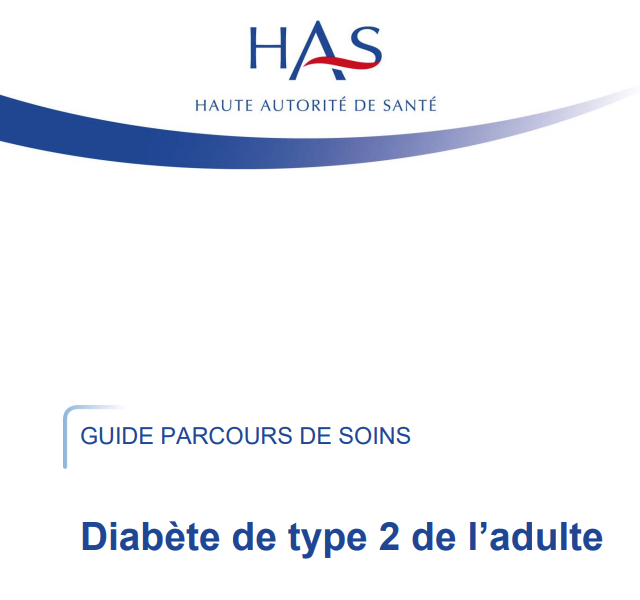 HAS
HAUTE AUTORITÉ DE SANTÉ
GUIDE PARCOURS DE SOINS
Diabète de type 2 de l’adulte